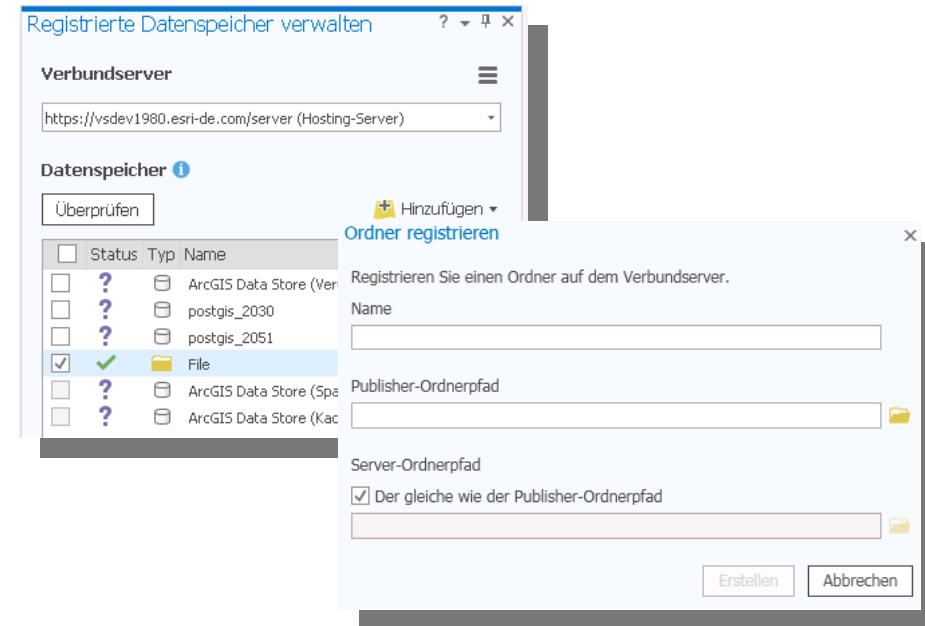 Registrierte Datenspeicher verwalten
Verbundserver
https://vsdev1980.esri-de.com/server (Hosting-Server)
Datenspeicher
Überprüfen
Hinzufügen
Status Typ Name
ArcGIS Data Store (Ver
postgis_2030
postgis_2051
File
ArcGIS Data Store (Spa
ArcGIS Data Store (Kac
Ordner registrieren
Registrieren Sie einen Ordner auf dem Verbundserver.
Name
Publisher-Ordnerpfad
Server-Ordnerpfad
Der gleiche wie der Publisher-Ordnerpfad
Erstellen
Abbrechen